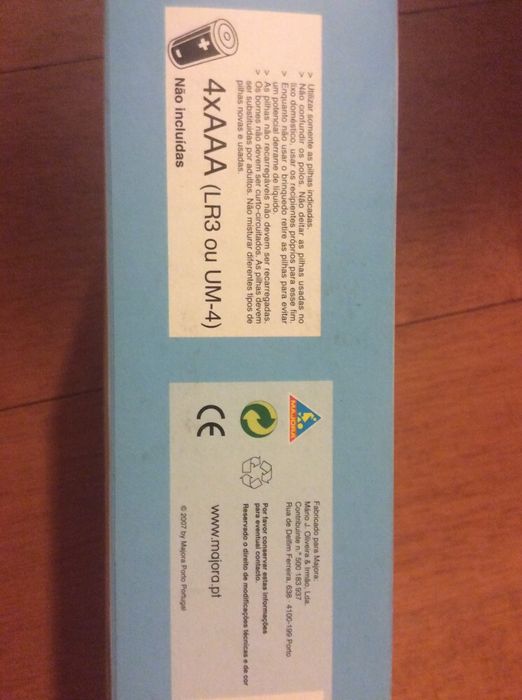 > Utilizar somente as pilhas indicadas.
> Não confundir os polos. Não deitar as pilhas usadas no
lixo doméstico, usar os recipientes próprios para esse fim.
> Enquanto não usar o brinquedo retire as pilhas para evitar
um potencial derrame de líquido.
> As pilhas não recarregáveis não devem ser recarregadas.
> Os bornes não devem ser curto-circuitados. As pilhas devem
ser substituídas por adultos. Não misturar diferentes tipos de
pilhas novas e usadas.
4xAAA (LR3 ou UM-4)
Não incluídas
Fabricado para Majora:
Mário J. Oliveira & Irmão, Lda.
Contribuinte n.º 500 183 937
Rua de Delfim Ferreira, 638 · 4100-199 Porto
MAJORA
Por favor conservar estas informações
para eventual contacto.
Reservado o direito de modificações técnicas e de cor
CE
www.majora.pt
© 2007 by Majora Porto Portugal